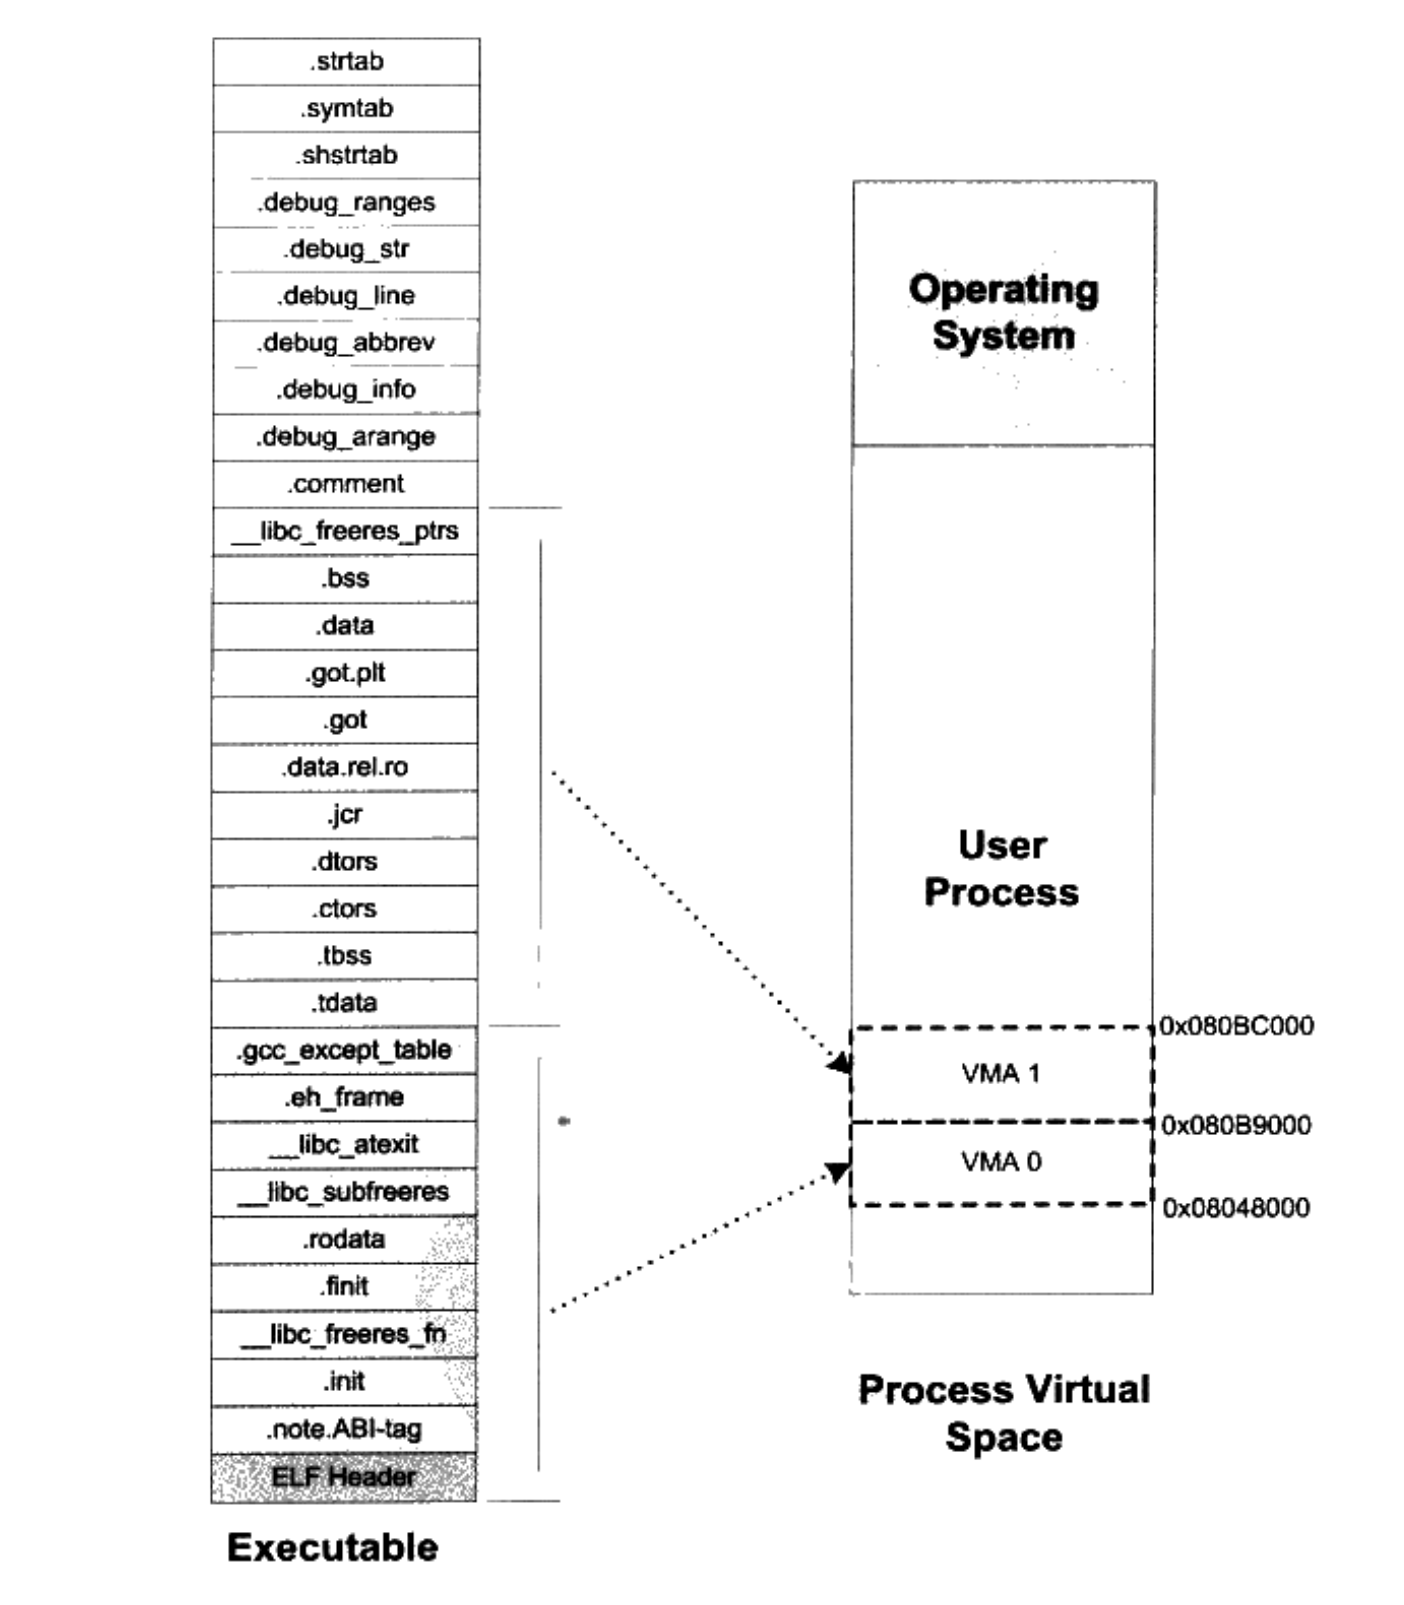 .strtab
.symtab
.shstrtab
.debug_ranges
.debug_str
.debug_line
.debug_abbrev
.debug_info
.debug_arange
.comment
__libc_freeres_ptrs
.bss
.data
.got.plt
.got
.data.rel.ro
.jcr
.dtors
.ctors
.tbss
.tdata
.gcc_except_table
.eh_frame
__libc_atexit
__libc_subfreeres
.rodata
.finit
__libc_freeres_fn
.init
.note.ABI-tag
ELF Header
Executable
Operating
System
User
Process
0x080BC000
VMA 1
0x080B9000
VMA 0
0x08048000
Process Virtual
Space